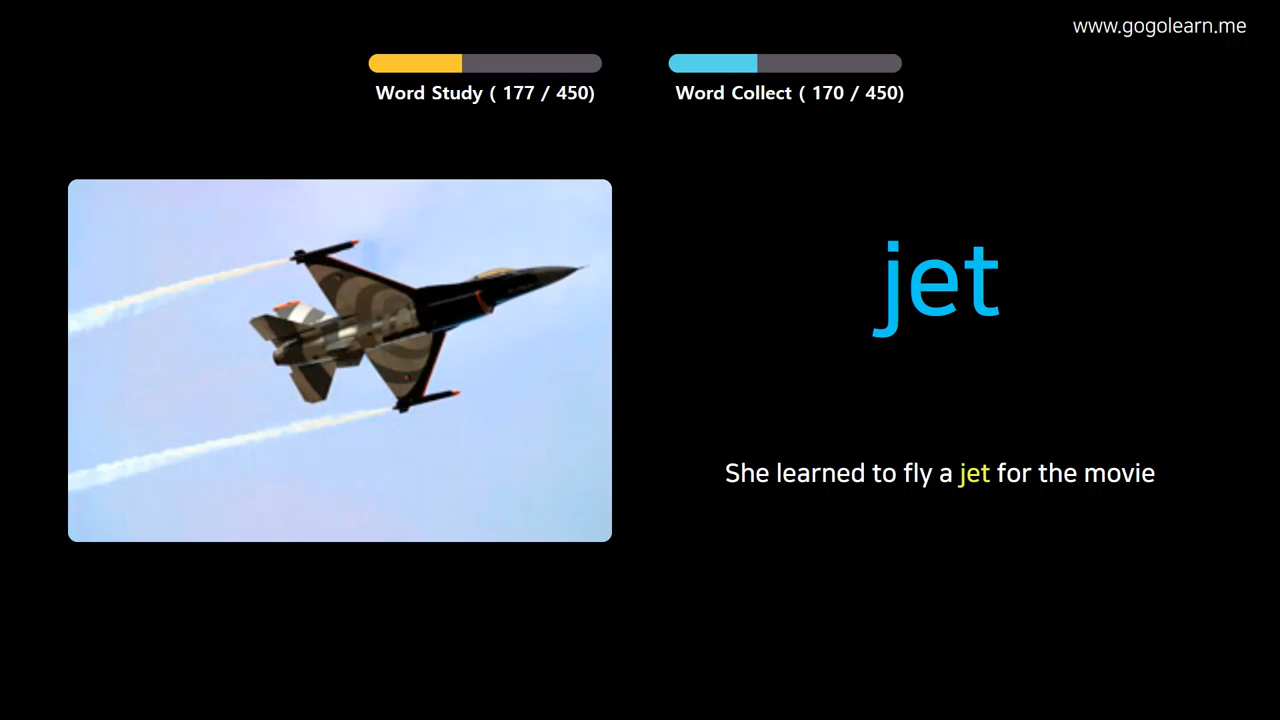 www.gogolearn.me
Word Study ( 177 / 450)
Word Collect ( 170 / 450)
jet
She learned to fly a jet for the movie